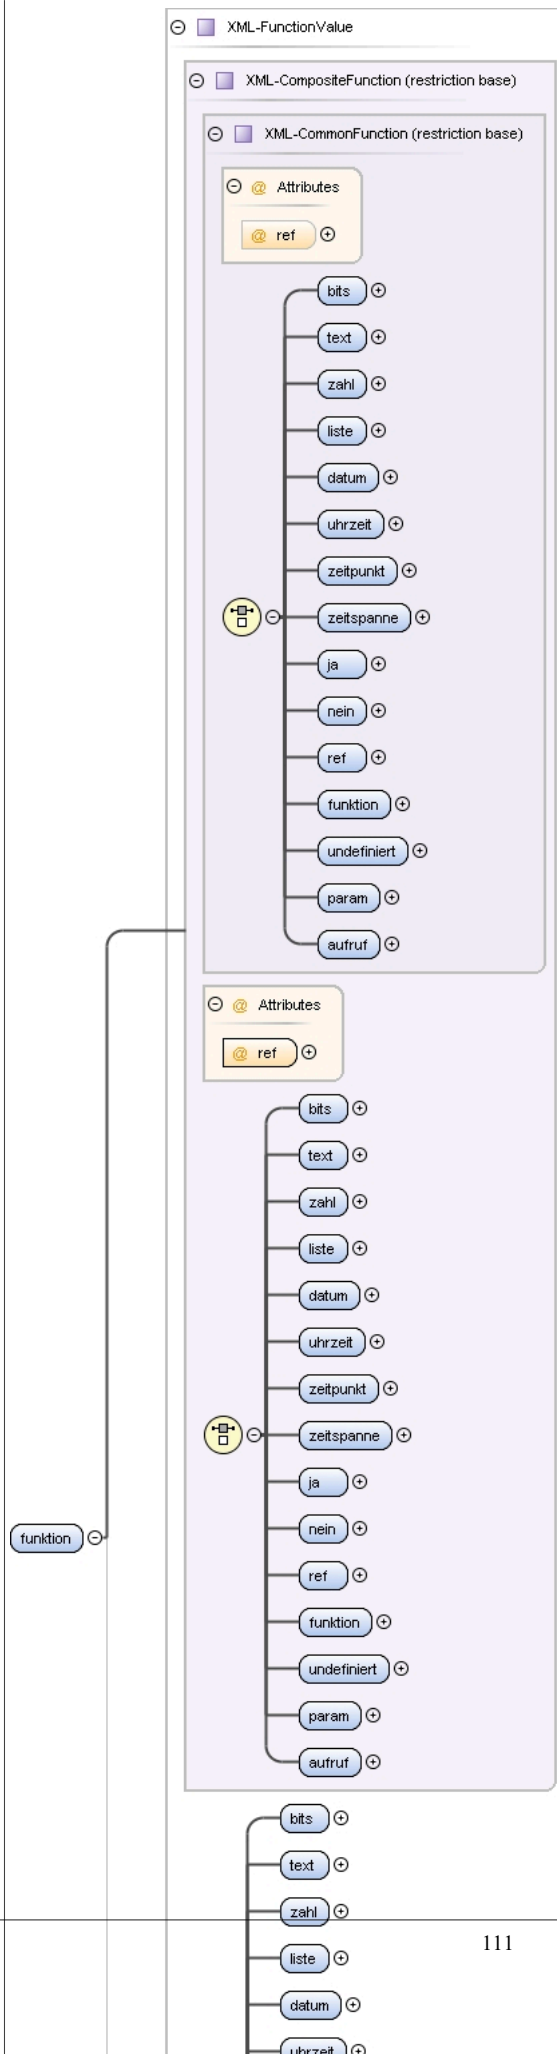 XML-FunctionValue
XML-CompositeFunction (restriction base)
XML-CommonFunction (restriction base)
@ Attributes
@ ref
bits
text
zahl
liste
datum
uhrzeit
zeitpunkt
zeitspanne
ja
nein
ref
funktion
undefiniert
param
aufruf
@ Attributes
@ ref
bits
text
zahl
liste
datum
uhrzeit
zeitpunkt
zeitspanne
ja
nein
funktion
ref
funktion
undefiniert
param
aufruf
bits
text
zahl
111
liste
datum
uhrzeit